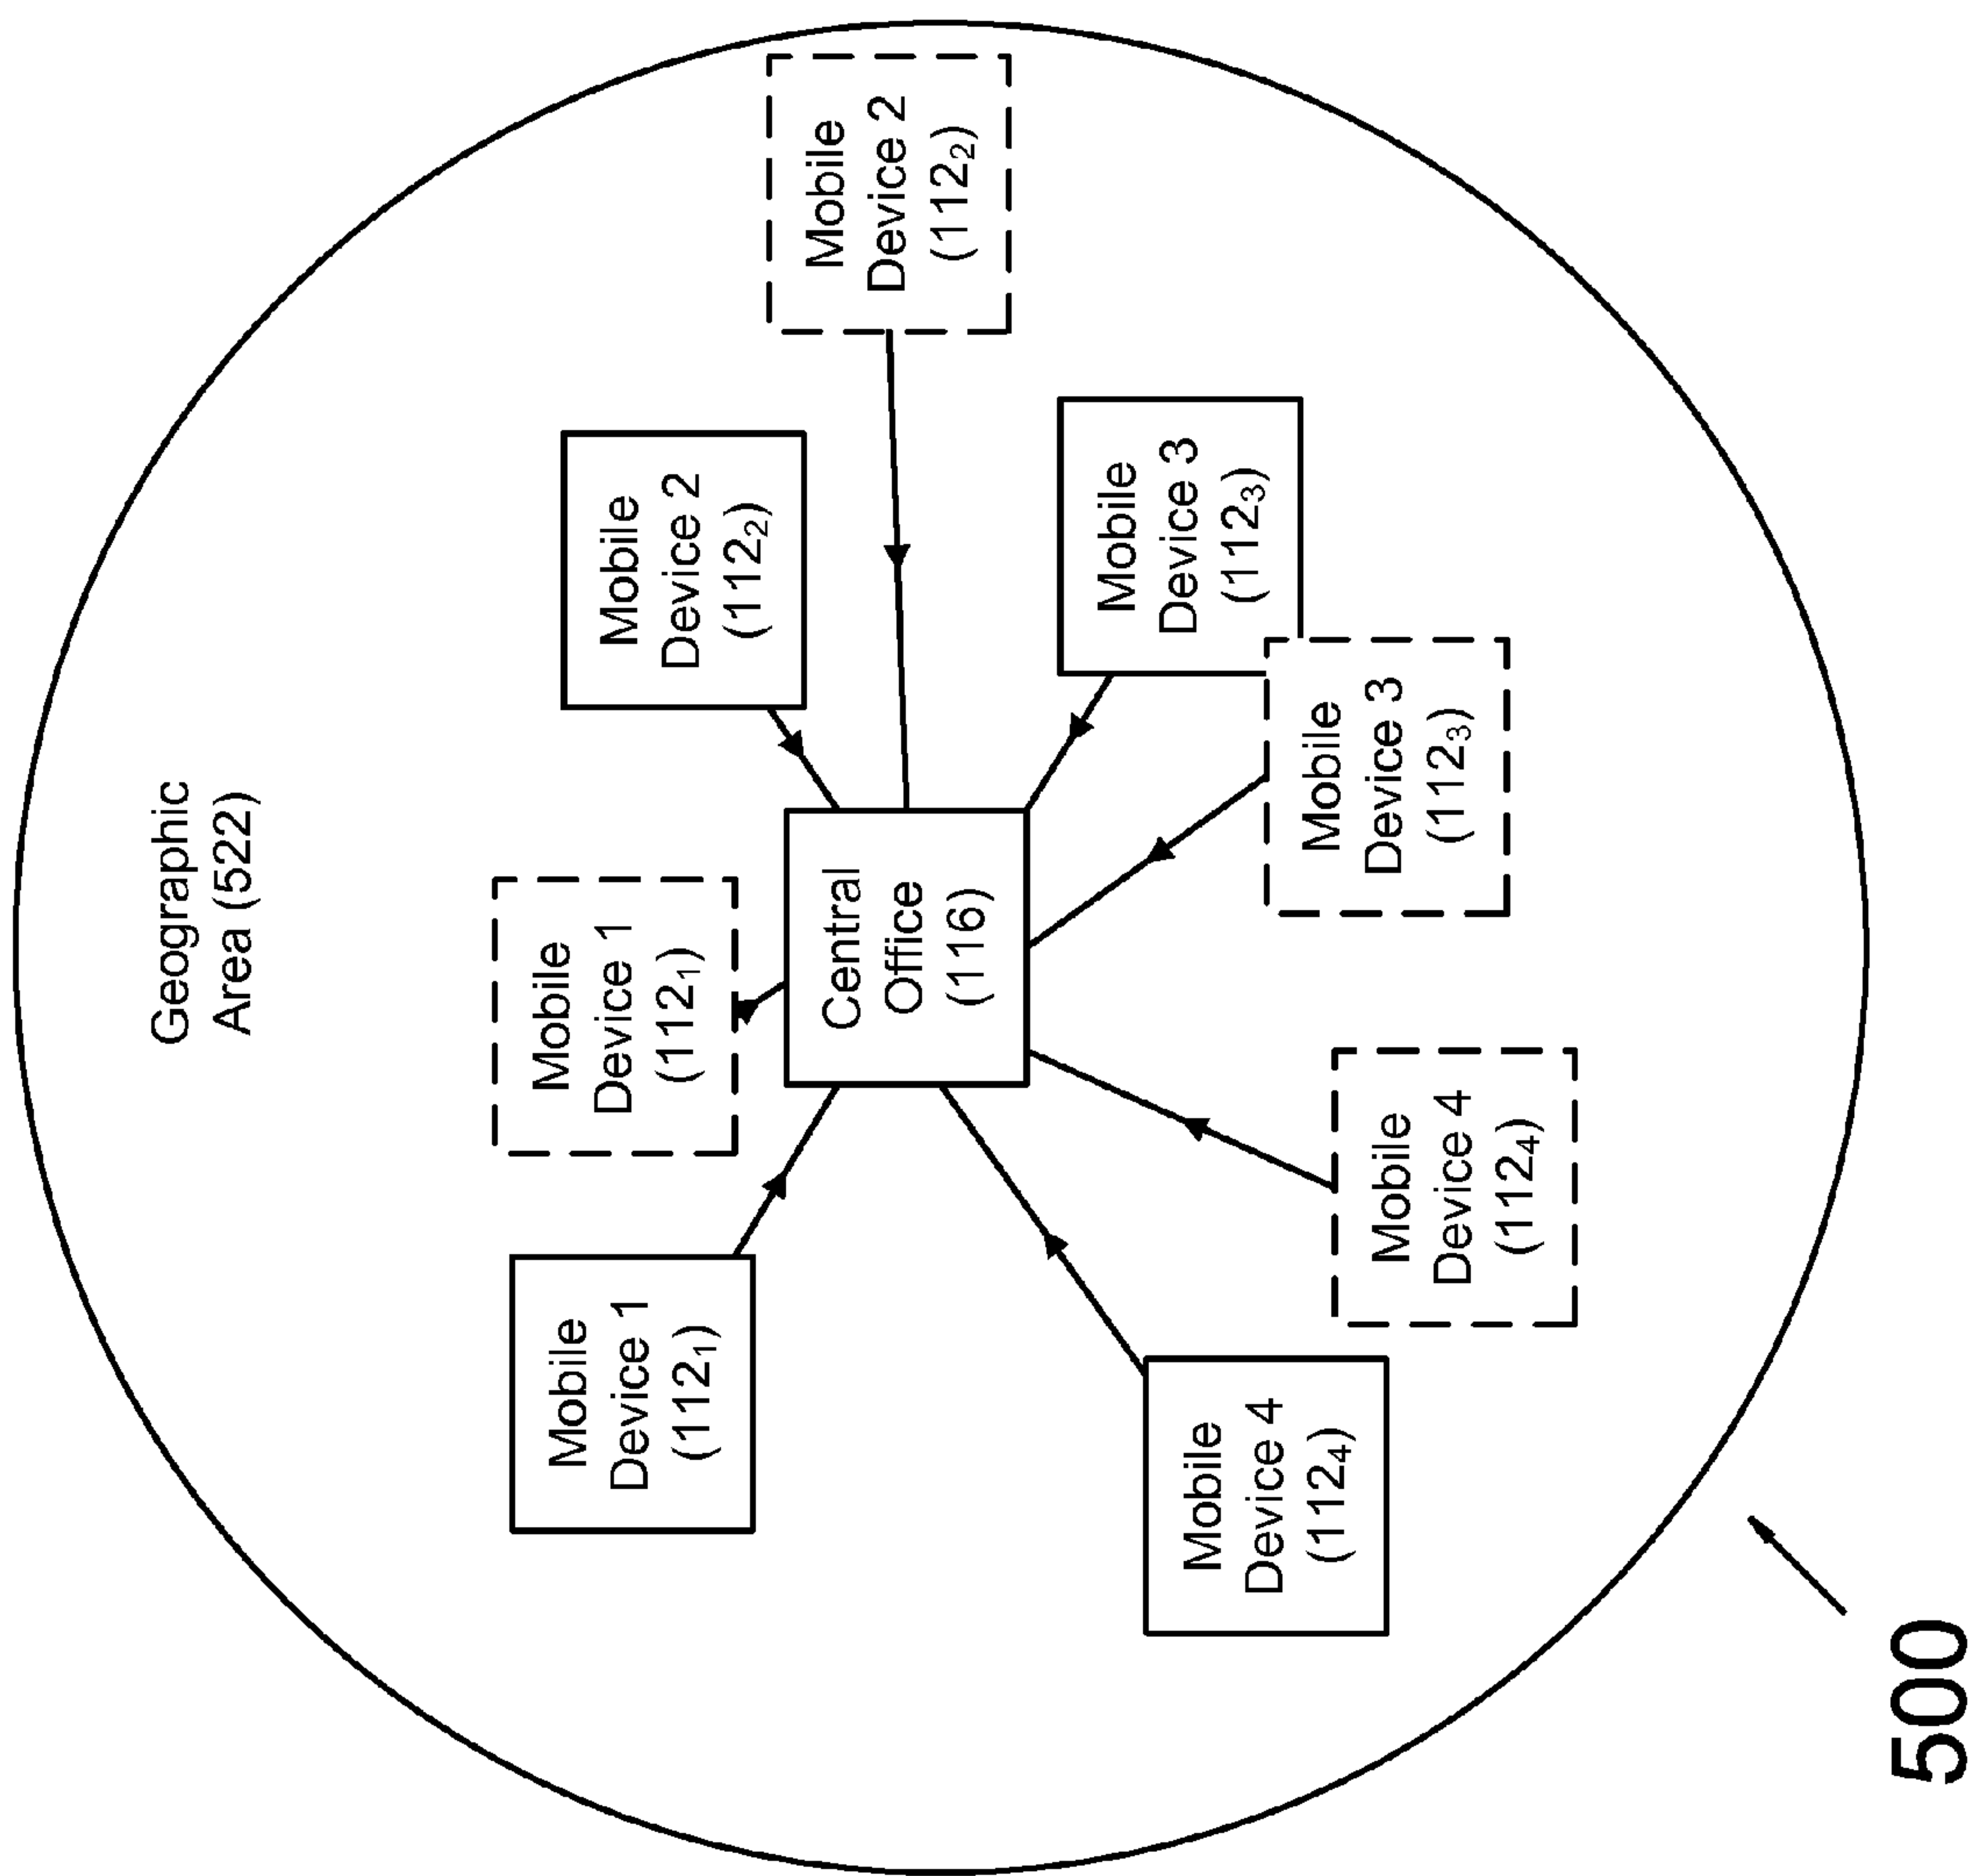 Geographic
Area (522)
Mobile
Device 1
(112₁)
Mobile
Device 1
(112₁)
Mobile
Device 2
(112₂)
Mobile
Device 2
(112₂)
Central
Office
(116)
Mobile
Device 3
(112₃)
Mobile
Device 3
(112₃)
Mobile
Device 4
(112₄)
Mobile
Device 4
(112₄)
500